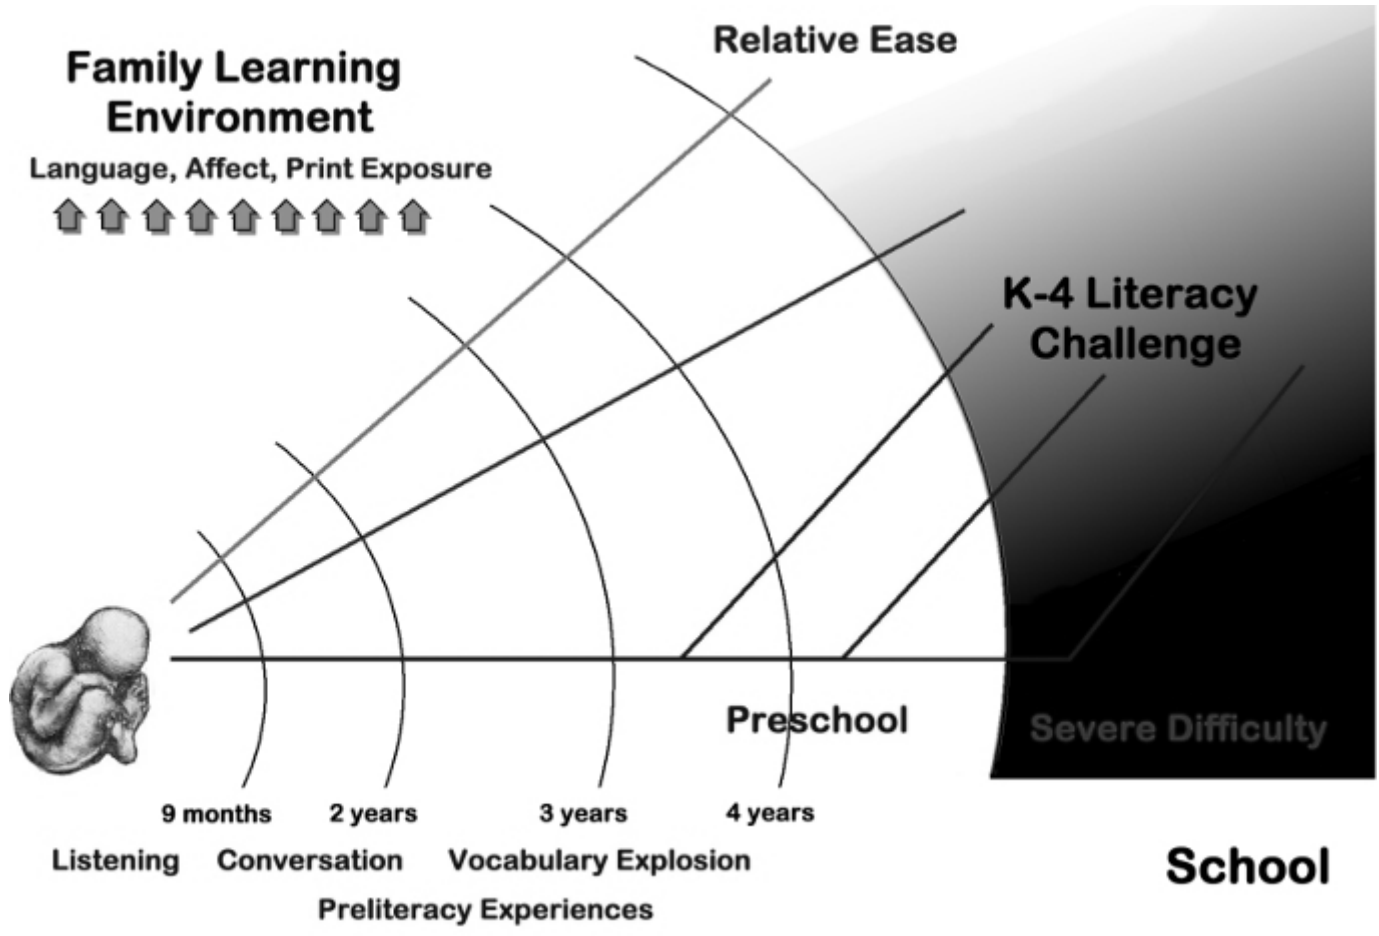 Relative Ease
Family Learning
Environment
Language, Affect, Print Exposure
K-4 Literacy
Challenge
Preschool
Severe Difficulty
9 months
2 years
3 years
4 years
Listening
Conversation
Vocabulary Explosion
School
Preliteracy Experiences